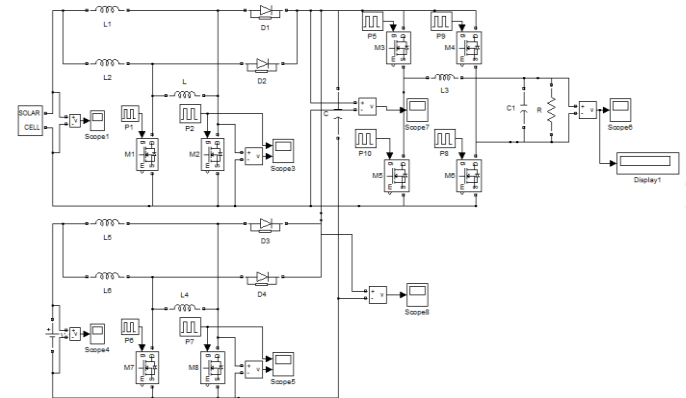 L1
D1
P5
P9
M3
M4
L2
D2
L
L3
SOLAR
CELL
Scope1
P1
P2
C
Scope7
C1
R
Scope6
M1
M2
Scope3
P10
P8
Display1
M5
M6
L5
D3
L6
D4
L4
Scope8
P6
P7
Scope4
M7
M8
Scope5